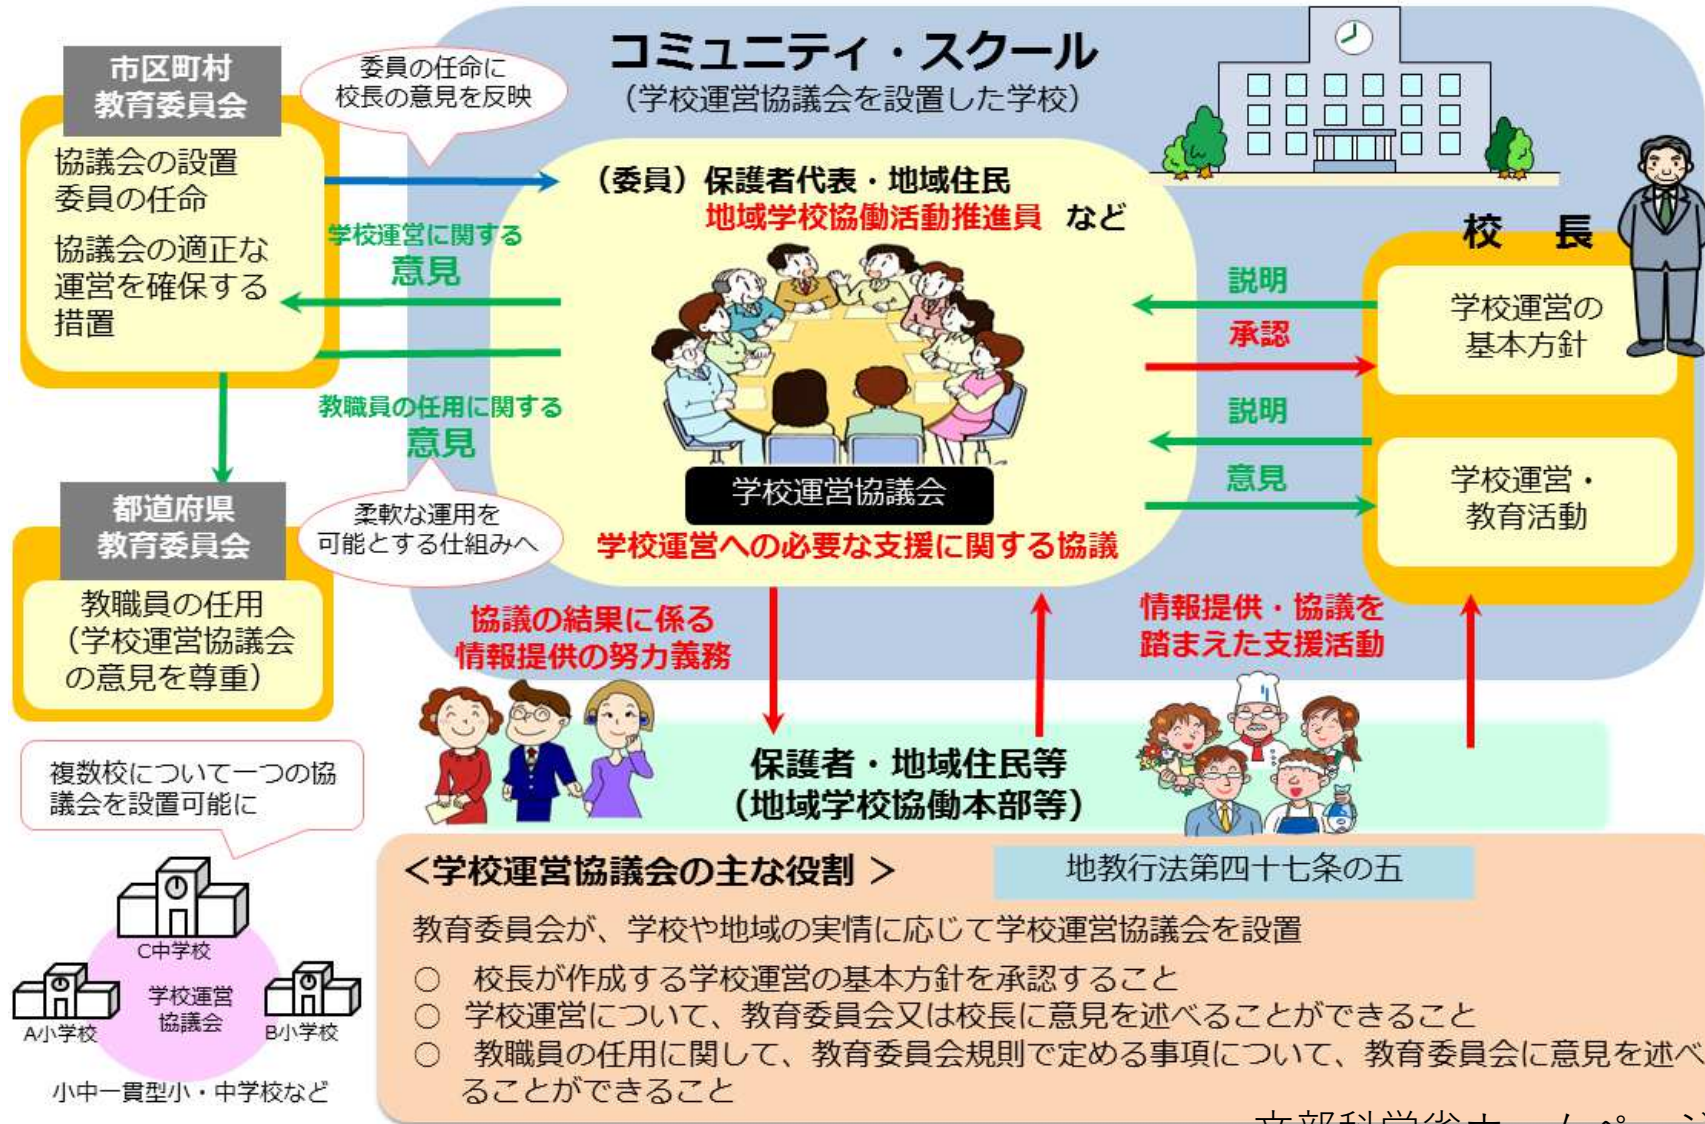 コミュニティ・スクール
(学校運営協議会を設置した学校)
市区町村
教育委員会
協議会の設置
委員の任命
協議会の適正な
運営を確保する
措置
委員の任命に
校長の意見を反映
(委員)保護者代表・地域住民
地域学校協働活動推進員 など
学校運営に関する
意見
教職員の任用に関する
意見
柔軟な運用を
可能とする仕組みへ
学校運営協議会
学校運営への必要な支援に関する協議
校 長
説明
承認
学校運営の
基本方針
説明
意見
学校運営・
教育活動
都道府県
教育委員会
教職員の任用
(学校運営協議会
の意見を尊重)
協議の結果に係る
情報提供の努力義務
情報提供・協議を
踏まえた支援活動
保護者・地域住民等
(地域学校協働本部等)
複数校について一つの協
議会を設置可能に
C中学校
学校運営
協議会
A小学校
B小学校
小中一貫型小・中学校など
<学校運営協議会の主な役割 >
地教行法第四十七条の五
教育委員会が、学校や地域の実情に応じて学校運営協議会を設置
○ 校長が作成する学校運営の基本方針を承認すること
○ 学校運営について、教育委員会又は校長に意見を述べることができること
○ 教職員の任用に関して、教育委員会規則で定める事項について、教育委員会に意見を述べ
ることができること